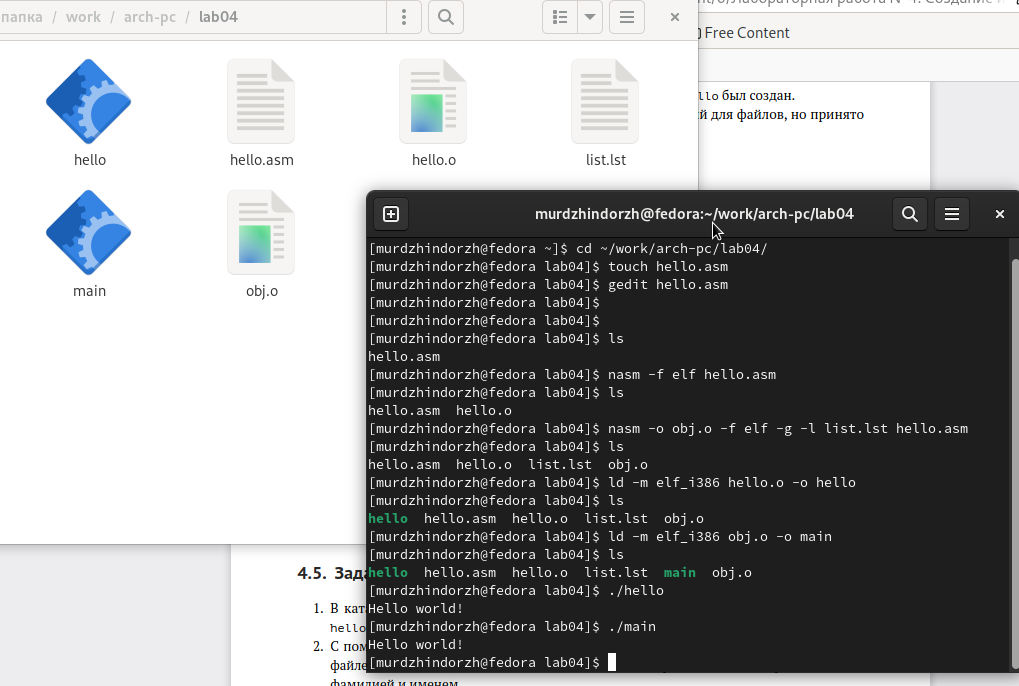 папка / work / arch-pc / lab04
Free Content
hello
hello.asm
hello.o
list.lst
main
obj.o
был создан.
й для файлов, но принято
murdzhindorzh@fedora:~/work/arch-pc/lab04
[murdzhindorzh@fedora ~]$ cd ~/work/arch-pc/lab04/
[murdzhindorzh@fedora lab04]$ touch hello.asm
[murdzhindorzh@fedora lab04]$ gedit hello.asm
[murdzhindorzh@fedora lab04]$
[murdzhindorzh@fedora lab04]$
[murdzhindorzh@fedora lab04]$ ls
hello.asm
[murdzhindorzh@fedora lab04]$ nasm -f elf hello.asm
[murdzhindorzh@fedora lab04]$ ls
hello.asm  hello.o
[murdzhindorzh@fedora lab04]$ nasm -o obj.o -f elf -g -l list.lst hello.asm
[murdzhindorzh@fedora lab04]$ ls
hello.asm  hello.o  list.lst  obj.o
[murdzhindorzh@fedora lab04]$ ld -m elf_i386 hello.o -o hello
[murdzhindorzh@fedora lab04]$ ls
hello  hello.asm  hello.o  list.lst  obj.o
[murdzhindorzh@fedora lab04]$ ld -m elf_i386 obj.o -o main
[murdzhindorzh@fedora lab04]$ ls
hello  hello.asm  hello.o  list.lst  main  obj.o
[murdzhindorzh@fedora lab04]$ ./hello
Hello world!
[murdzhindorzh@fedora lab04]$ ./main
Hello world!
[murdzhindorzh@fedora lab04]$
4.5. Зада
1. В кат
hello
2. С пом
файле
фамилией и именем